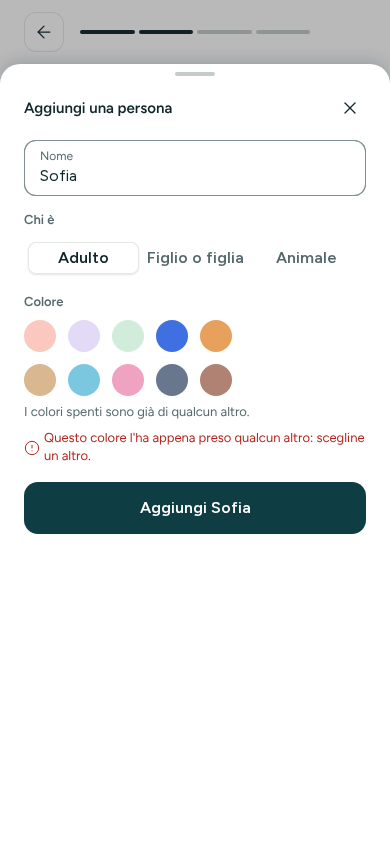 Aggiungi una persona
Nome
Sofia
Chi è
Adulto Figlio o figlia Animale
Colore
I colori spenti sono già di qualcun altro.
Questo colore l'ha appena preso qualcun altro: scegline
un altro.
Aggiungi Sofia